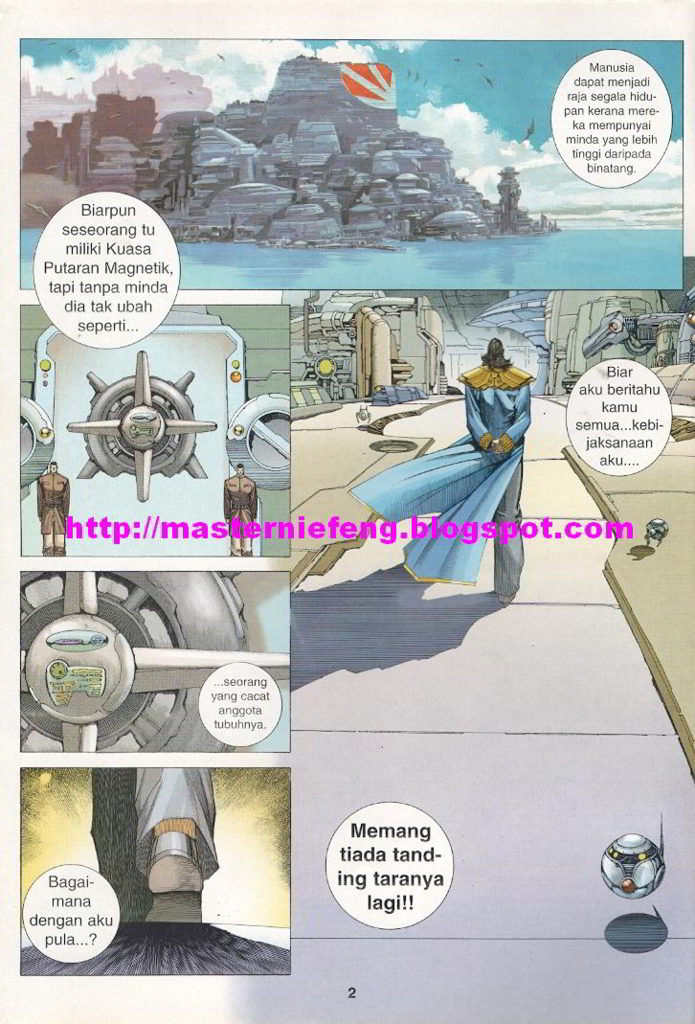 Manusia
dapat menjadi
raja segala hidu-
pan kerana mere-
ka mempunyai
minda yang lebih
tinggi daripada
binatang.
Biarpun
seseorang tu
miliki Kuasa
Putaran Magnetik,
tapi tanpa minda
dia tak ubah
seperti...
Biar
aku beritahu
kamu
semua...kebi-
jaksanaan
aku....
http://masterniefeng.blogspot.com
...seorang
yang cacat
anggota
tubuhnya.
Bagai-
mana
dengan aku
pula...?
Memang
tiada tand-
ing taranya
lagi!!
2